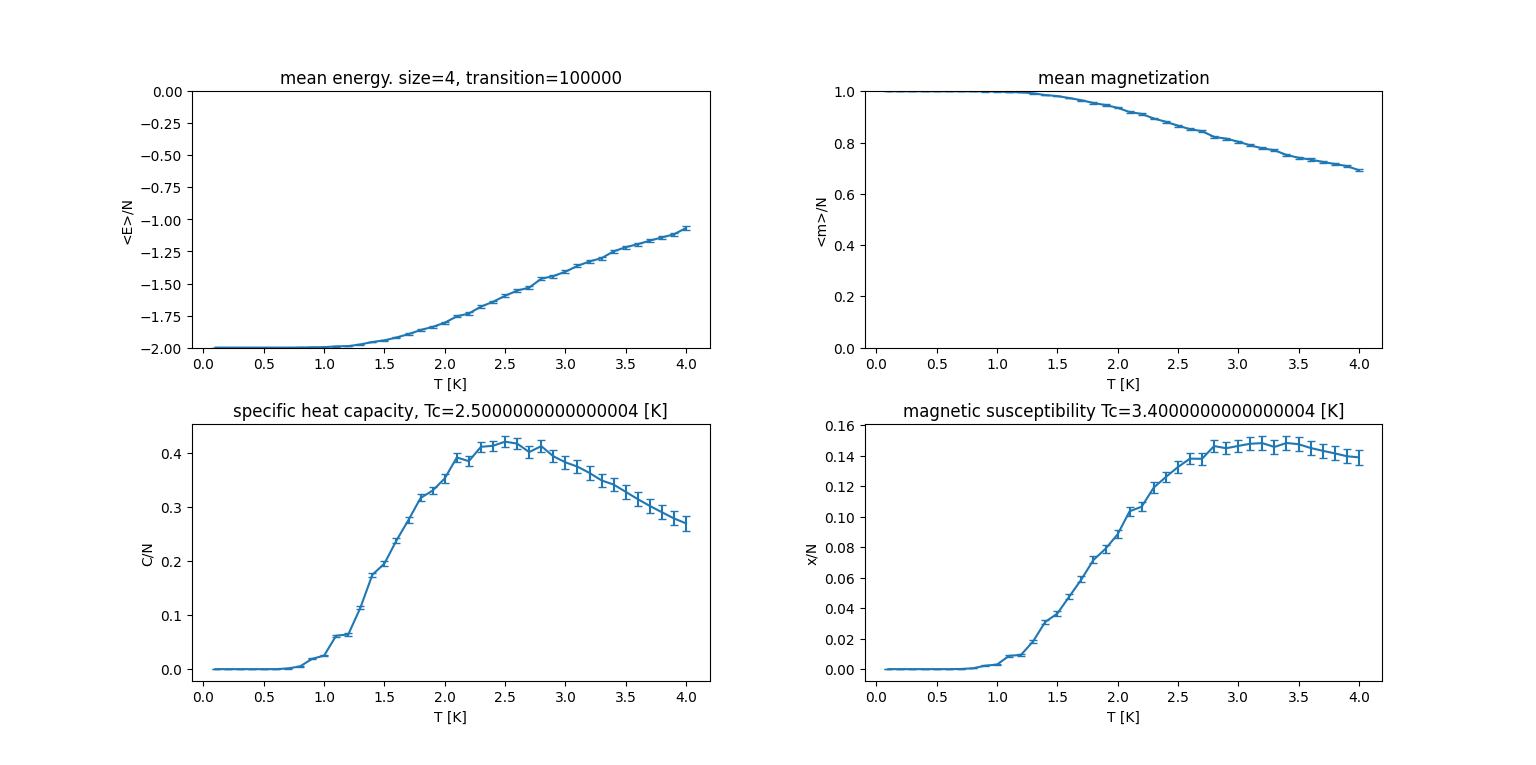 mean energy. size=4, transition=100000
0.00
−0.25
−0.50
−0.75
−1.00
−1.25
−1.50
−1.75
−2.00
<E>/N
0.0 0.5 1.0 1.5 2.0 2.5 3.0 3.5 4.0
T [K]
mean magnetization
1.0
0.8
0.6
0.4
0.2
0.0
<m>/N
0.0 0.5 1.0 1.5 2.0 2.5 3.0 3.5 4.0
T [K]
specific heat capacity, Tc=2.5000000000000004 [K]
0.4
0.3
0.2
0.1
0.0
C/N
0.0 0.5 1.0 1.5 2.0 2.5 3.0 3.5 4.0
T [K]
magnetic susceptibility Tc=3.4000000000000004 [K]
0.16
0.14
0.12
0.10
0.08
0.06
0.04
0.02
0.00
x/N
0.0 0.5 1.0 1.5 2.0 2.5 3.0 3.5 4.0
T [K]